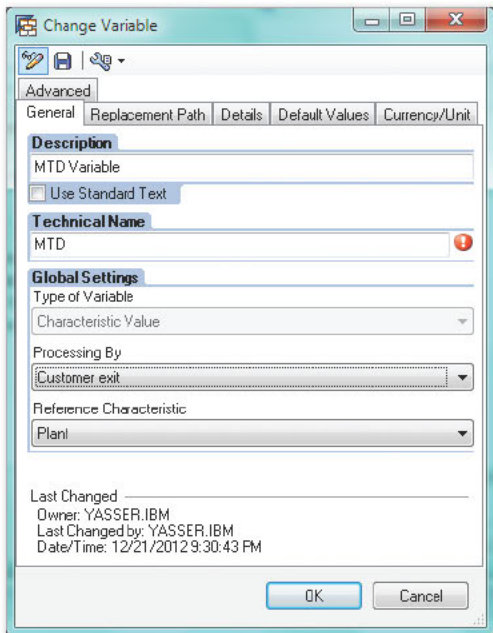 Change Variable
Advanced
General Replacement Path Details Default Values Currency/Unit
Description
MTD Variable
Use Standard Text
Technical Name
MTD
Global Settings
Type of Variable
Characteristic Value
Processing By
Customer exit
Reference Characteristic
Plant
Last Changed
Owner: YASSER.IBM
Last Changed by: YASSER.IBM
Date/Time: 12/21/2012 9:30:43 PM
OK Cancel